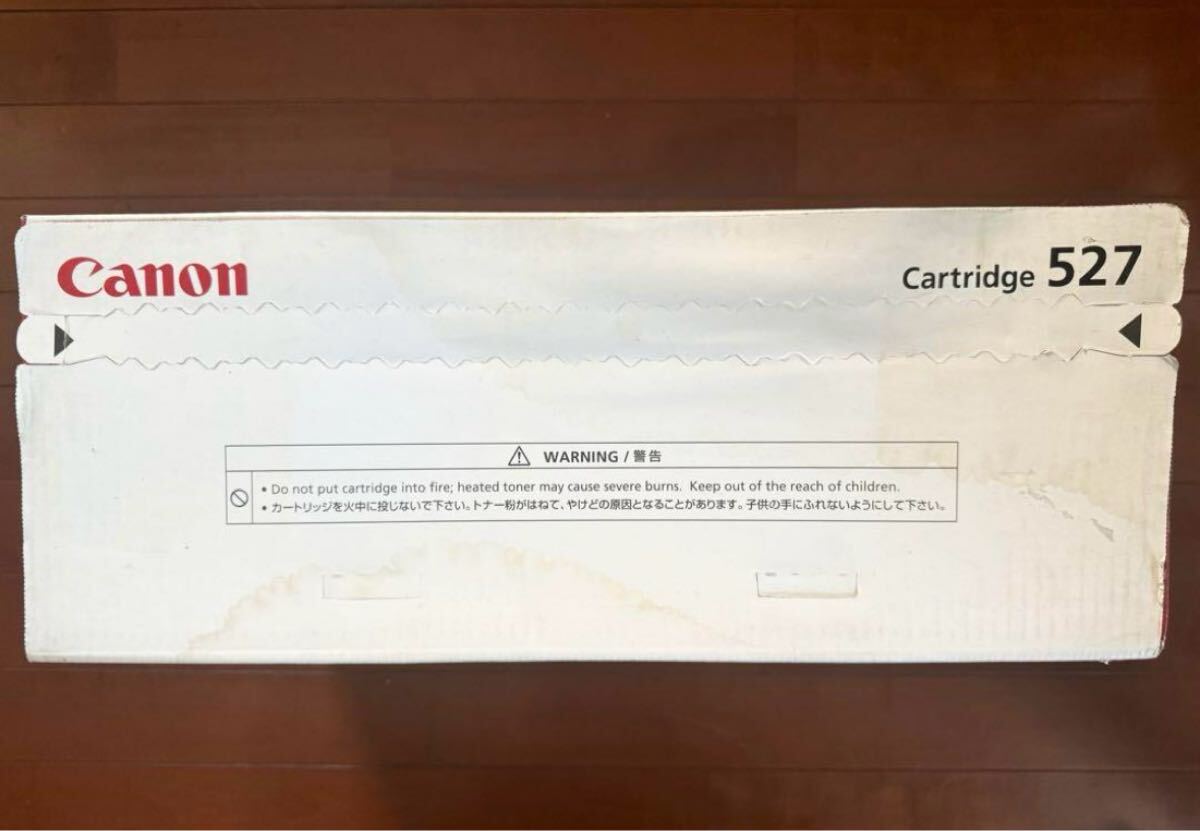 Canon
Cartridge 527
WARNING / 警告
• Do not put cartridge into fire; heated toner may cause severe burns. Keep out of the reach of children.
• カートリッジを火中に投じないで下さい。トナー粉がはねて、やけどの原因となることがあります。子供の手にふれないようにして下さい。